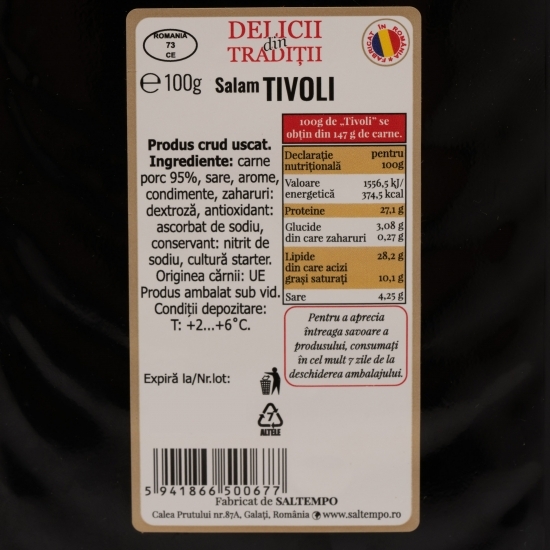 ROMANIA
73
CE
DELICII
din
TRADIȚII
FABRICAT ÎN ROMÂNIA
℮100g
Salam TIVOLI
100g de „Tivoli” se
obțin din 147 g de carne.
Produs crud uscat.
Ingrediente: carne
porc 95%, sare, arome,
condimente, zaharuri:
dextroză, antioxidant:
ascorbat de sodiu,
conservant: nitrit de
sodiu, cultură starter.
Originea cărnii: UE
Produs ambalat sub vid.
Condiții depozitare:
T: +2...+6°C.
Declarație pentru
nutrițională 100g
Valoare 1556,5 kJ/
energetică 374,5 kcal
Proteine 27,1 g
Glucide 3,08 g
din care zaharuri 0,27 g
Lipide 28,2 g
din care acizi
grași saturați 10,1 g
Sare 4,25 g
Pentru a aprecia
întreaga savoare a
produsului, consumați
în cel mult 7 zile de la
deschiderea ambalajului.
Expiră la/Nr.lot:
7
ALTELE
5 941866 500677
Fabricat de SALTEMPO
Calea Prutului nr.87A, Galați, România www.saltempo.ro